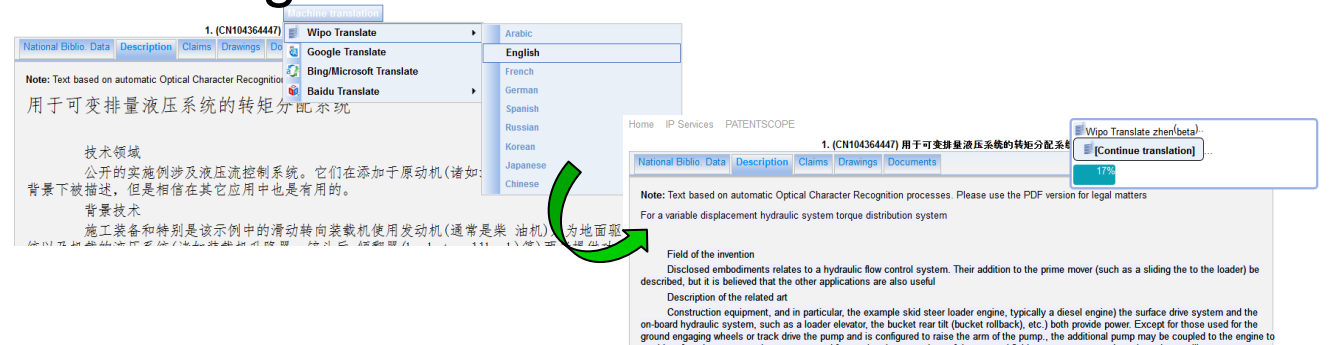 Machine translation
1. (CN104364447)
Wipo Translate
Google Translate
Bing/Microsoft Translate
Baidu Translate
Arabic
English
French
German
Spanish
Russian
Korean
Japanese
Chinese
National Biblio. Data Description Claims Drawings Do
Note: Text based on automatic Optical Character Recognition
用于可变排量液压系统的转矩分配系统
技术领域
公开的实施例涉及液压流控制系统。它们在添加于原动机(诸如
背景下被描述，但是相信在其它应用中也是有用的。
背景技术
施工装备和特别是该示例中的滑动转向装载机使用发动机(通常是柴 油机)来为地面驱
Home IP Services PATENTSCOPE
1. (CN104364447) 用于可变排量液压系统的转矩分配系统
Wipo Translate zhen(beta)...
[Continue translation] ...
17%
National Biblio. Data Description Claims Drawings Documents
Note: Text based on automatic Optical Character Recognition processes. Please use the PDF version for legal matters
For a variable displacement hydraulic system torque distribution system
Field of the invention
Disclosed embodiments relates to a hydraulic flow control system. Their addition to the prime mover (such as a sliding the to the loader) be
described, but it is believed that the other applications are also useful
Description of the related art
Construction equipment, and in particular, the example skid steer loader engine, typically a diesel engine) the surface drive system and the
on-board hydraulic system, such as a loader elevator, the bucket rear tilt (bucket rollback), etc.) both provide power. Except for those used for the
ground engaging wheels or track drive the pump and is configured to raise the arm of the pump., the additional pump may be coupled to the engine to